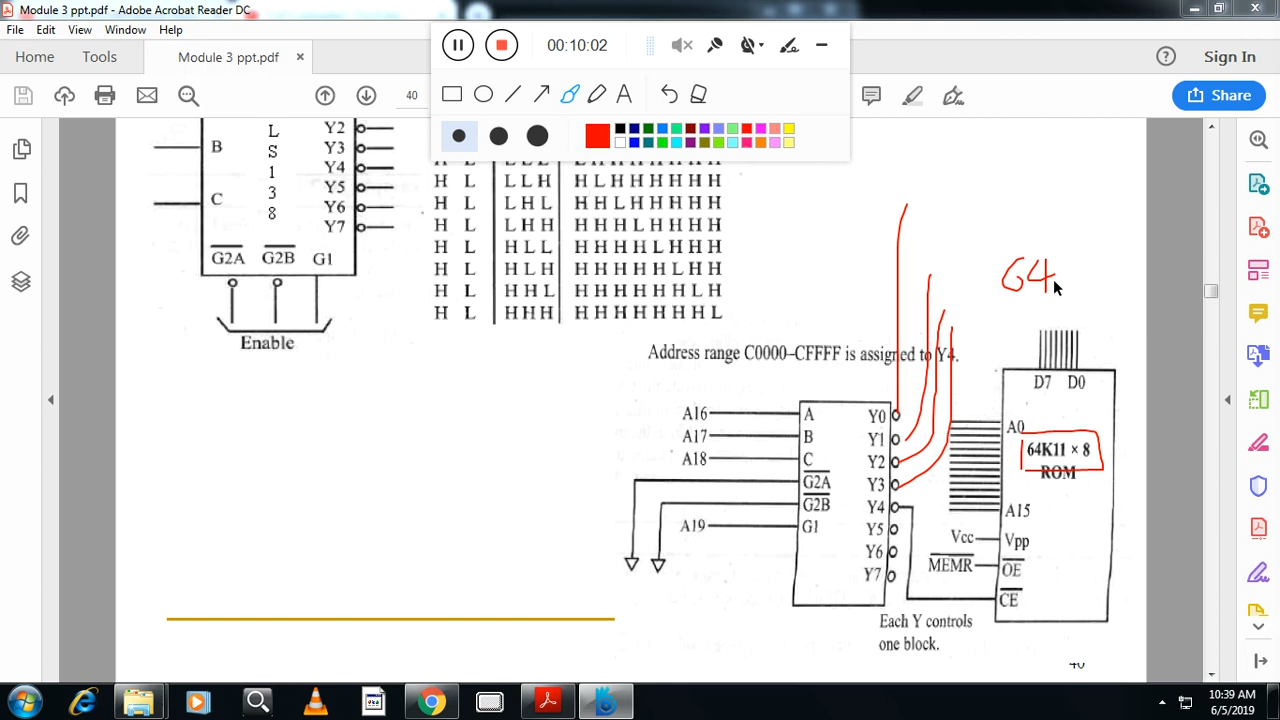 Module 3 ppt.pdf - Adobe Acrobat Reader DC
File Edit View Window Help
00:10:02
Home Tools Module 3 ppt.pdf × Sign In
40 A Share
L Y2
B S Y3
1 Y4
3 Y5
C 8 Y6
Y7
G2A G2B G1
Enable
H L LLH HLHHHHHH
H L LHL HHLHHHHH
H L LHH HHHLHHHH
H L HLL HHHHLHHH
H L HLH HHHHHLHH
H L HHL HHHHHHLH
H L HHH HHHHHHHL
64
Address range C0000–CFFFF is assigned to Y4.
D7 D0
A16 A Y0
A17 B Y1
A18 C Y2
G2A Y3
G2B Y4
A19 G1 Y5
Y6
Y7
A0
64K11 × 8
ROM
A15
Vcc Vpp
MEMR OE
CE
Each Y controls
one block.
40
10:39 AM
6/5/2019